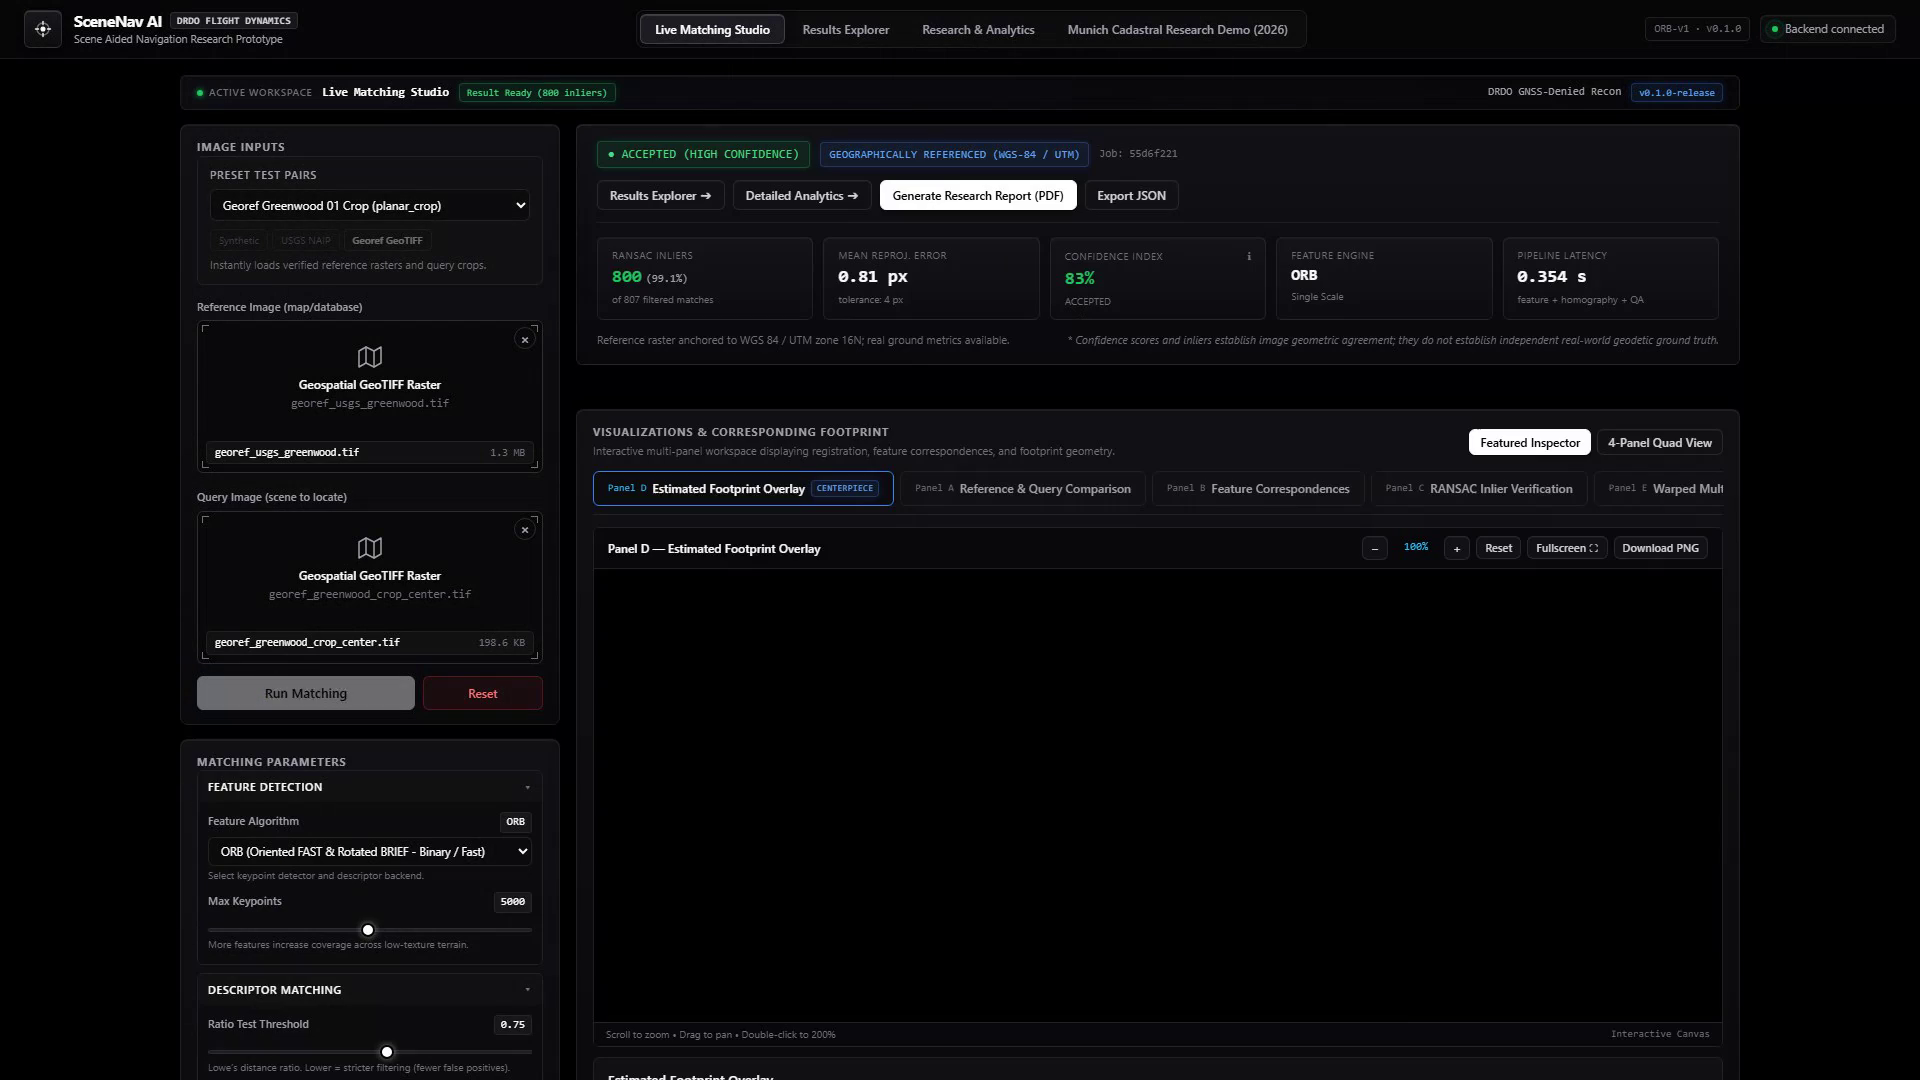 SceneNav AI DRDO FLIGHT DYNAMICS
Scene Aided Navigation Research Prototype
Live Matching Studio
Results Explorer
Research & Analytics
Munich Cadastral Research Demo (2026)
ORB-v1 · v0.1.0
Backend connected
ACTIVE WORKSPACE Live Matching Studio Result Ready (800 inliers)
DRDO GNSS-Denied Recon v0.1.0-release
IMAGE INPUTS
PRESET TEST PAIRS
Georef Greenwood 01 Crop (planar_crop)
Synthetic USGS NAIP Georef GeoTIFF
Instantly loads verified reference rasters and query crops.
Reference Image (map/database)
×
Geospatial GeoTIFF Raster
georef_usgs_greenwood.tif
georef_usgs_greenwood.tif 1.3 MB
Query Image (scene to locate)
×
Geospatial GeoTIFF Raster
georef_greenwood_crop_center.tif
georef_greenwood_crop_center.tif 198.6 KB
Run Matching Reset
MATCHING PARAMETERS
FEATURE DETECTION
Feature Algorithm ORB
ORB (Oriented FAST & Rotated BRIEF - Binary / Fast)
Select keypoint detector and descriptor backend.
Max Keypoints 5000
More features increase coverage across low-texture terrain.
DESCRIPTOR MATCHING
Ratio Test Threshold 0.75
Lowe's distance ratio. Lower = stricter filtering (fewer false positives).
● ACCEPTED (HIGH CONFIDENCE) GEOGRAPHICALLY REFERENCED (WGS-84 / UTM) Job: 55d6f221
Results Explorer → Detailed Analytics → Generate Research Report (PDF) Export JSON
RANSAC INLIERS
800 (99.1%)
of 807 filtered matches
MEAN REPROJ. ERROR
0.81 px
tolerance: 4 px
CONFIDENCE INDEX i
83%
ACCEPTED
FEATURE ENGINE
ORB
Single Scale
PIPELINE LATENCY
0.354 s
feature + homography + QA
Reference raster anchored to WGS 84 / UTM zone 16N; real ground metrics available.
* Confidence scores and inliers establish image geometric agreement; they do not establish independent real-world geodetic ground truth.
VISUALIZATIONS & CORRESPONDING FOOTPRINT
Interactive multi-panel workspace displaying registration, feature correspondences, and footprint geometry.
Featured Inspector 4-Panel Quad View
Panel D Estimated Footprint Overlay CENTERPIECE
Panel A Reference & Query Comparison
Panel B Feature Correspondences
Panel C RANSAC Inlier Verification
Panel E Warped Mult
Panel D — Estimated Footprint Overlay
− 100% + Reset Fullscreen ⛶ Download PNG
Scroll to zoom • Drag to pan • Double-click to 200%
Interactive Canvas
Estimated Footprint Overlay